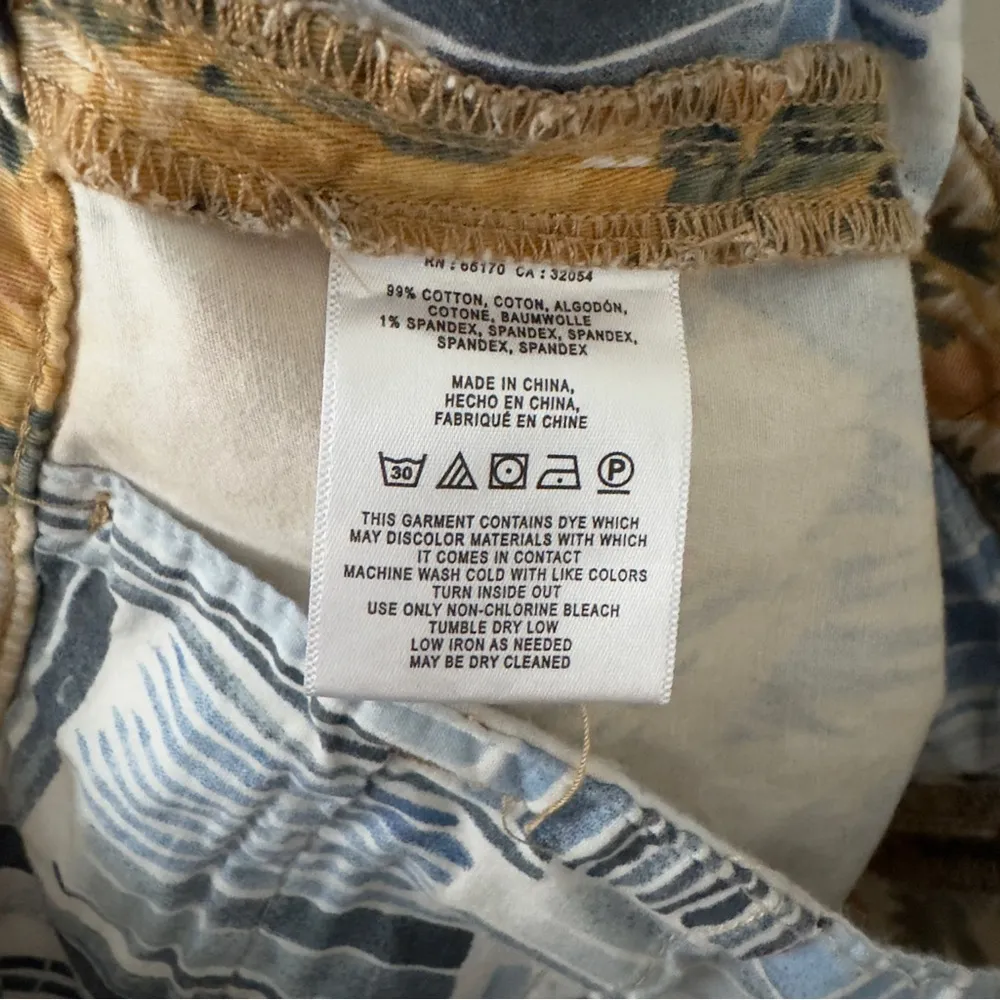 RN : 66170 CA : 32054
99% COTTON, COTON, ALGODÓN,
COTONE, BAUMWOLLE
1% SPANDEX, SPANDEX, SPANDEX,
SPANDEX, SPANDEX
MADE IN CHINA,
HECHO EN CHINA,
FABRIQUÉ EN CHINE
30 P
THIS GARMENT CONTAINS DYE WHICH
MAY DISCOLOR MATERIALS WITH WHICH
IT COMES IN CONTACT
MACHINE WASH COLD WITH LIKE COLORS
TURN INSIDE OUT
USE ONLY NON-CHLORINE BLEACH
TUMBLE DRY LOW
LOW IRON AS NEEDED
MAY BE DRY CLEANED